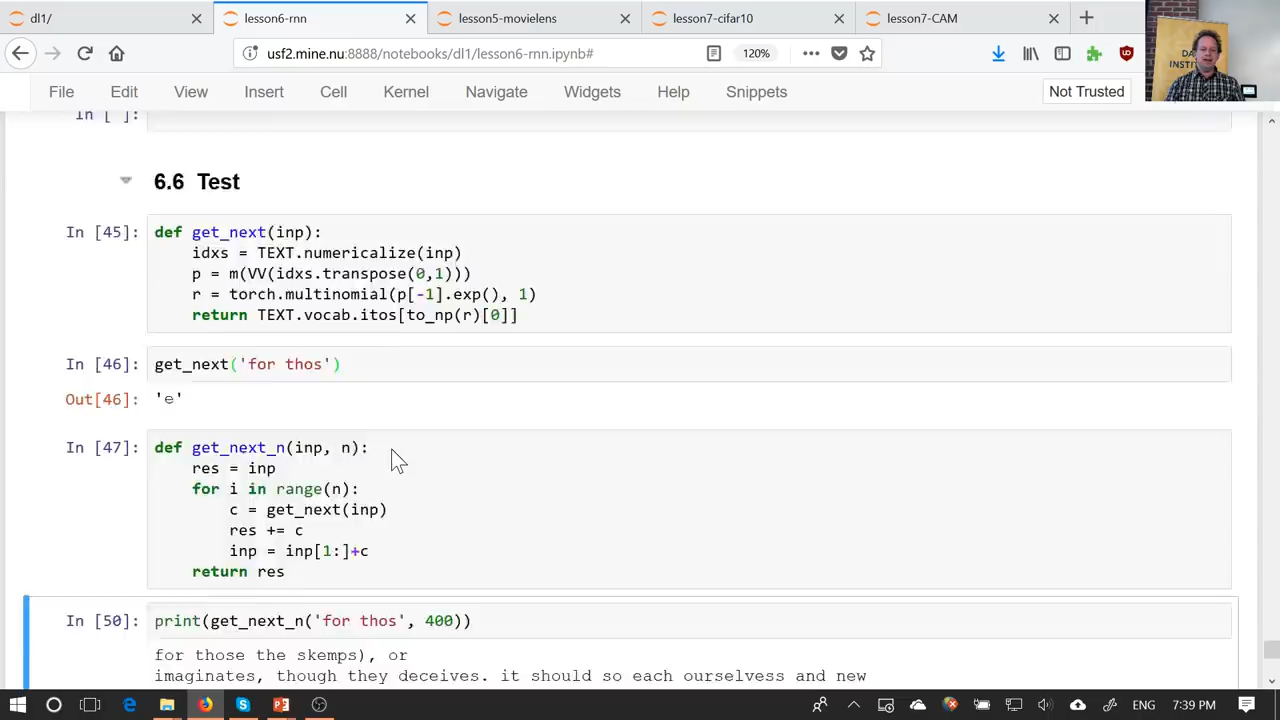 dl1/
lesson6-rnn
lesson5-movielens
lesson7-cifar10
lesson7-CAM
usf2.mine.nu:8888/notebooks/dl1/lesson6-rnn.ipynb#
120%
File Edit View Insert Cell Kernel Navigate Widgets Help Snippets
Not Trusted
In [ ]:
6.6 Test
In [45]:
def get_next(inp):
    idxs = TEXT.numericalize(inp)
    p = m(VV(idxs.transpose(0,1)))
    r = torch.multinomial(p[-1].exp(), 1)
    return TEXT.vocab.itos[to_np(r)[0]]
In [46]:
get_next('for thos')
Out[46]:
'e'
In [47]:
def get_next_n(inp, n):
    res = inp
    for i in range(n):
        c = get_next(inp)
        res += c
        inp = inp[1:]+c
    return res
In [50]:
print(get_next_n('for thos', 400))
for those the skemps), or
imaginates, though they deceives. it should so each ourselvess and new
ENG
7:39 PM